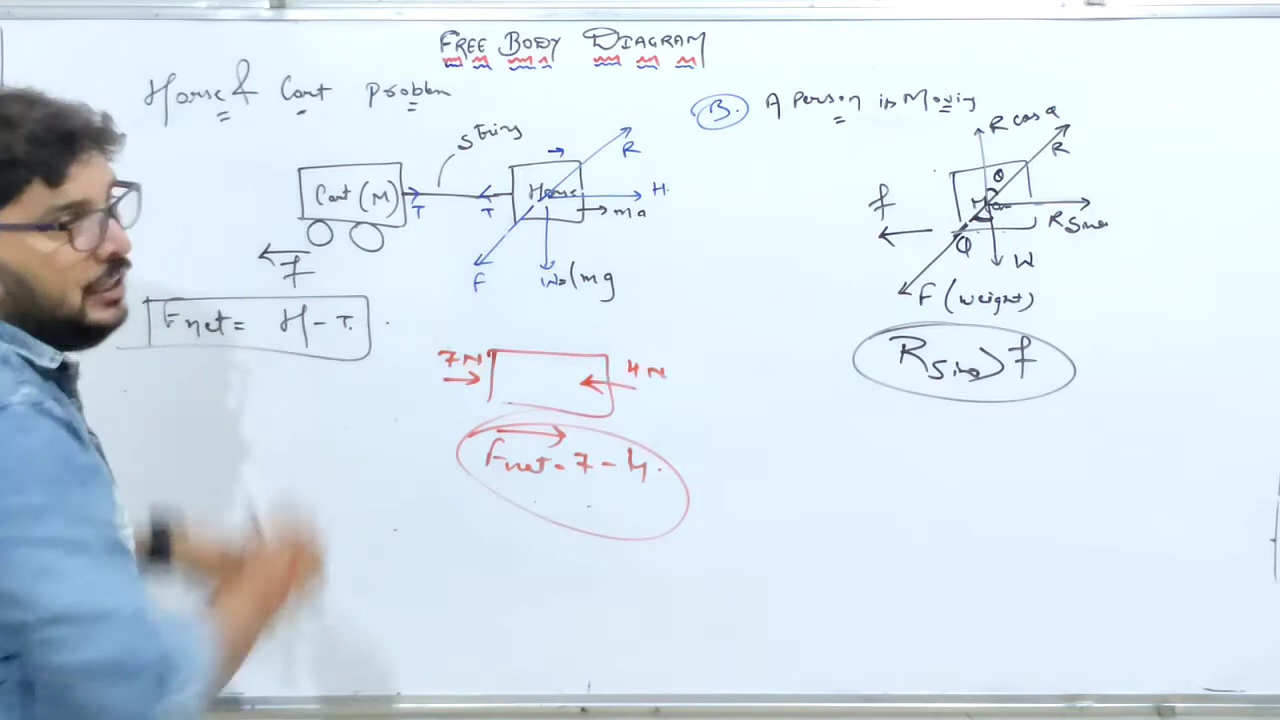 FREE BODY DIAGRAM
Horse & Cart problem
B. A Person is Moving
String
R
Cart (M)
T
T
Horse
H
ma
f
F
mg
Fnet = H - T.
7N
4N
Fnet = 7 - 4.
R cos θ
R
θ
f
R sin θ
W
F (weight)
R sin θ > f